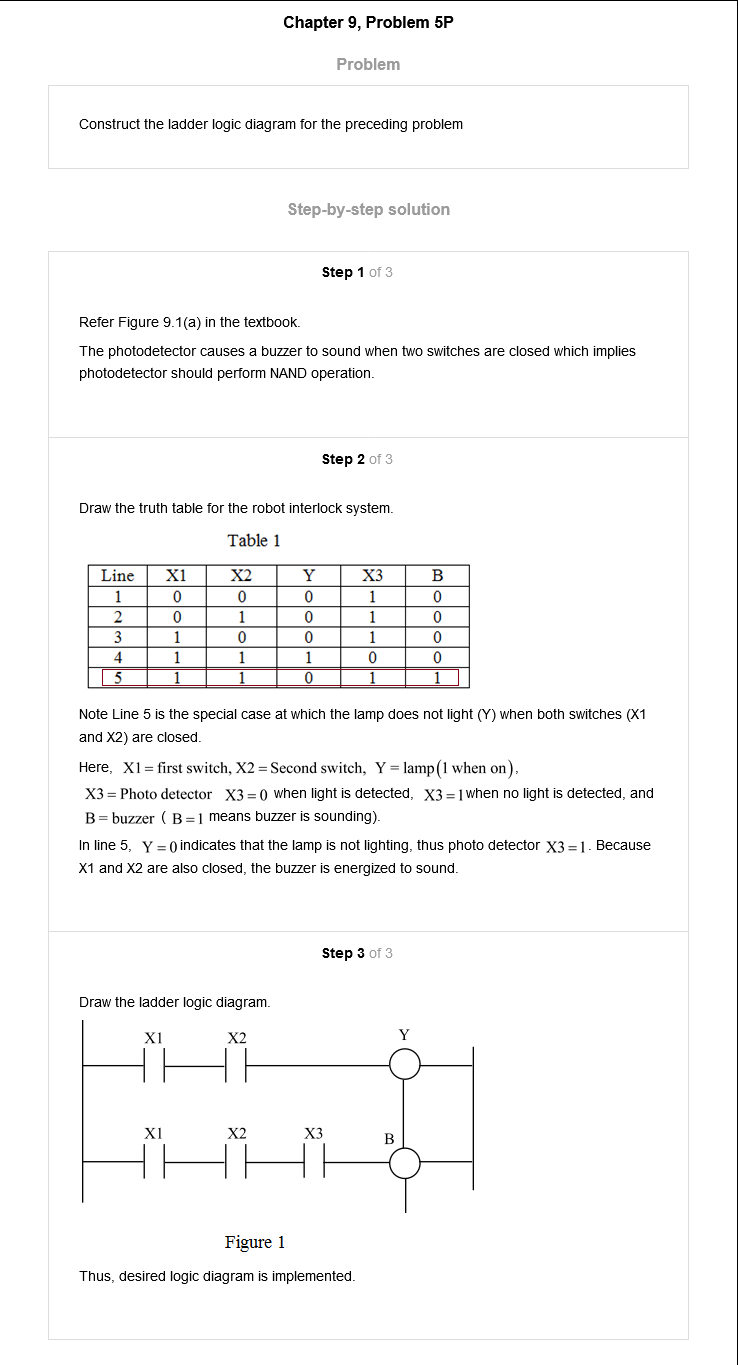 Chapter 9, Problem 5P
Problem
Construct the ladder logic diagram for the preceding problem
Step-by-step solution
Step 1 of 3
Refer Figure 9.1(a) in the textbook.
The photodetector causes a buzzer to sound when two switches are closed which implies
photodetector should perform NAND operation.
Step 2 of 3
Draw the truth table for the robot interlock system.
Table 1
Line X1 X2 Y X3 B
1 0 0 0 1 0
2 0 1 0 1 0
3 1 0 0 1 0
4 1 1 1 0 0
5 1 1 0 1 1
Note Line 5 is the special case at which the lamp does not light (Y) when both switches (X1
and X2) are closed.
Here, X1 = first switch, X2 = Second switch, Y = lamp(1 when on),
X3 = Photo detector X3 = 0 when light is detected, X3 = 1 when no light is detected, and
B = buzzer ( B = 1 means buzzer is sounding).
In line 5, Y = 0 indicates that the lamp is not lighting, thus photo detector X3 = 1. Because
X1 and X2 are also closed, the buzzer is energized to sound.
Step 3 of 3
Draw the ladder logic diagram.
X1 X2 Y
X1 X2 X3 B
Figure 1
Thus, desired logic diagram is implemented.